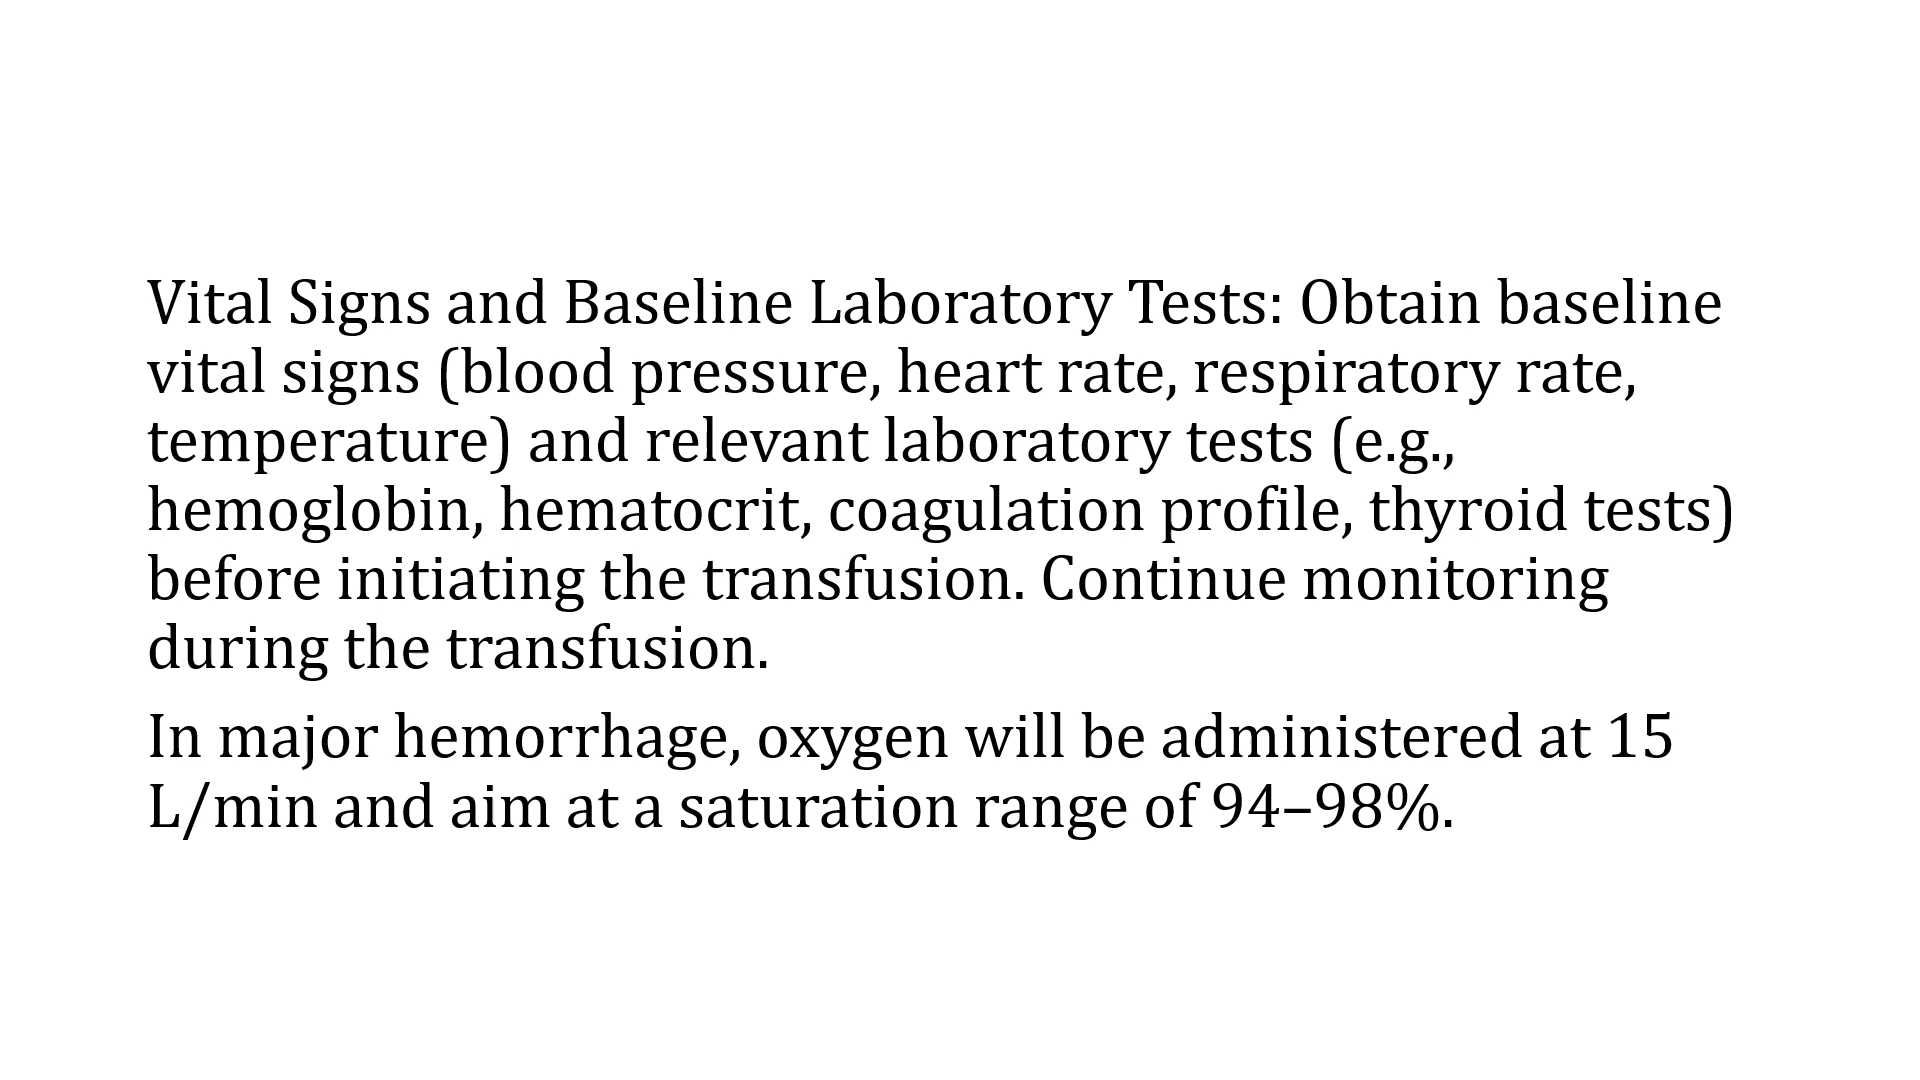 Vital Signs and Baseline Laboratory Tests: Obtain baseline
vital signs (blood pressure, heart rate, respiratory rate,
temperature) and relevant laboratory tests (e.g.,
hemoglobin, hematocrit, coagulation profile, thyroid tests)
before initiating the transfusion. Continue monitoring
during the transfusion.
In major hemorrhage, oxygen will be administered at 15
L/min and aim at a saturation range of 94–98%.